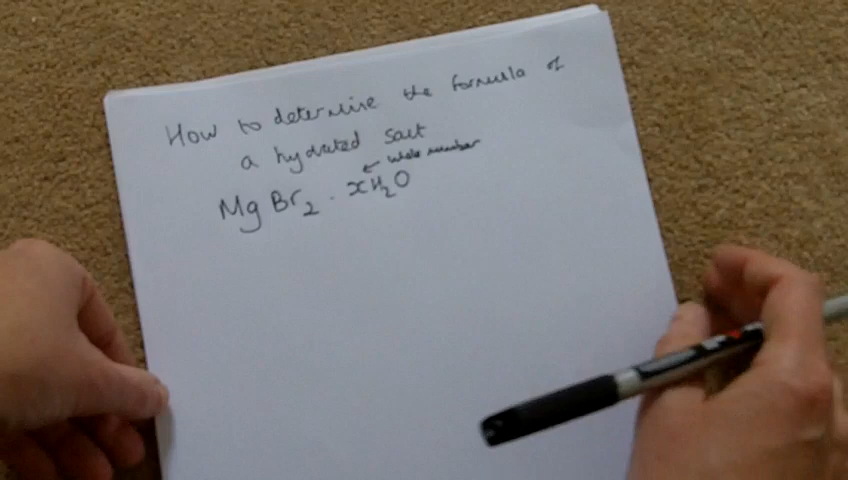 How to determine the formula of
a hydrated salt
← whole number
MgBr₂ . xH₂O